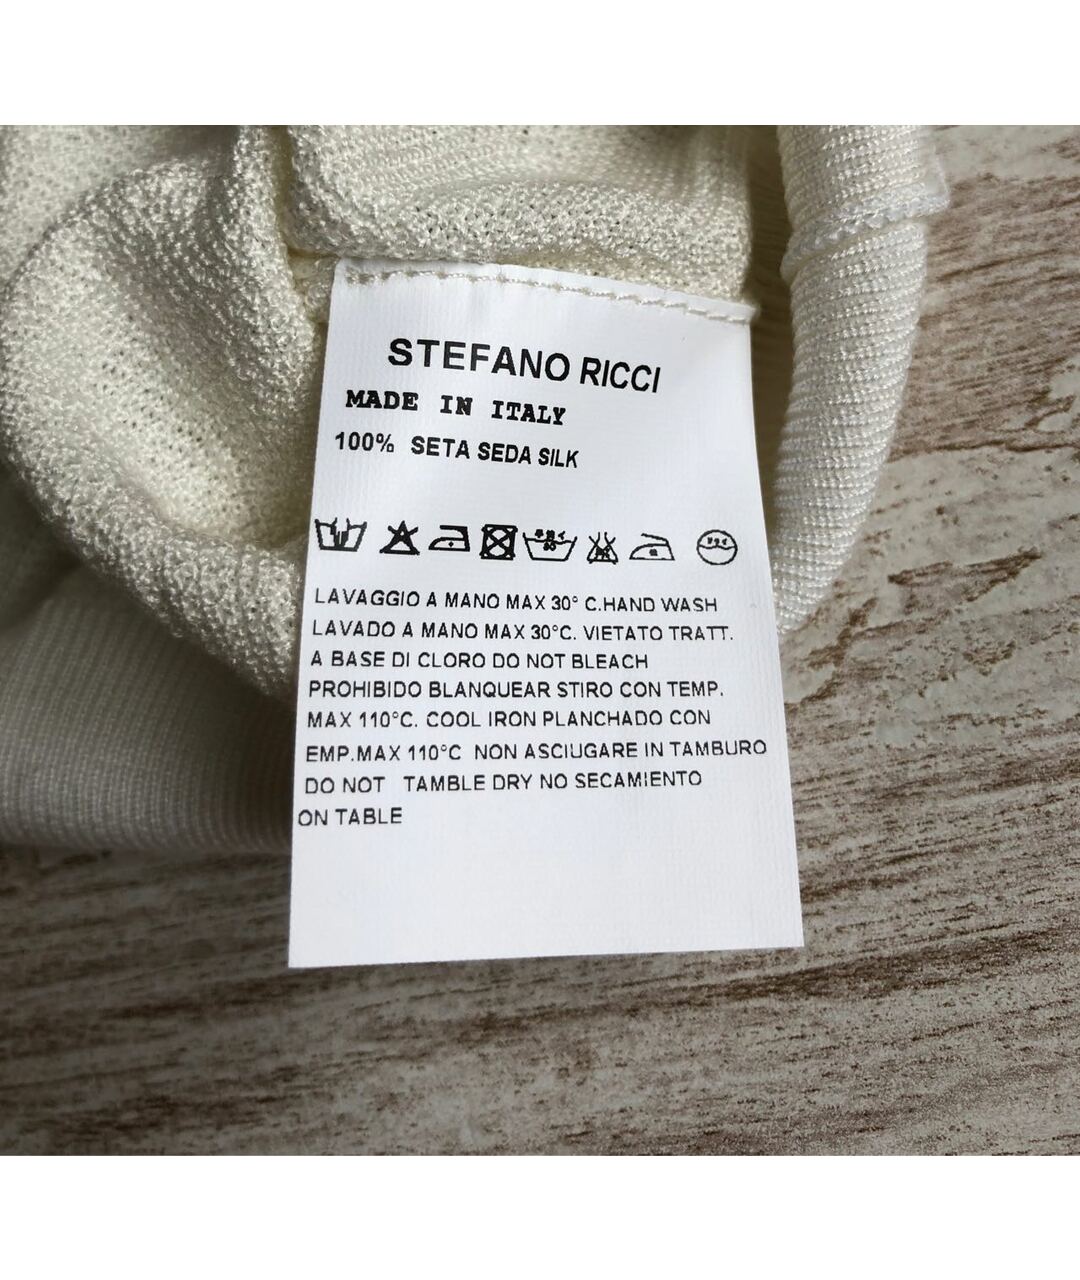 STEFANO RICCI
MADE IN ITALY
100% SETA SEDA SILK
LAVAGGIO A MANO MAX 30° C.HAND WASH
LAVADO A MANO MAX 30°C. VIETATO TRATT.
A BASE DI CLORO DO NOT BLEACH
PROHIBIDO BLANQUEAR STIRO CON TEMP.
MAX 110°C. COOL IRON PLANCHADO CON
EMP.MAX 110°C NON ASCIUGARE IN TAMBURO
DO NOT TAMBLE DRY NO SECAMIENTO
ON TABLE